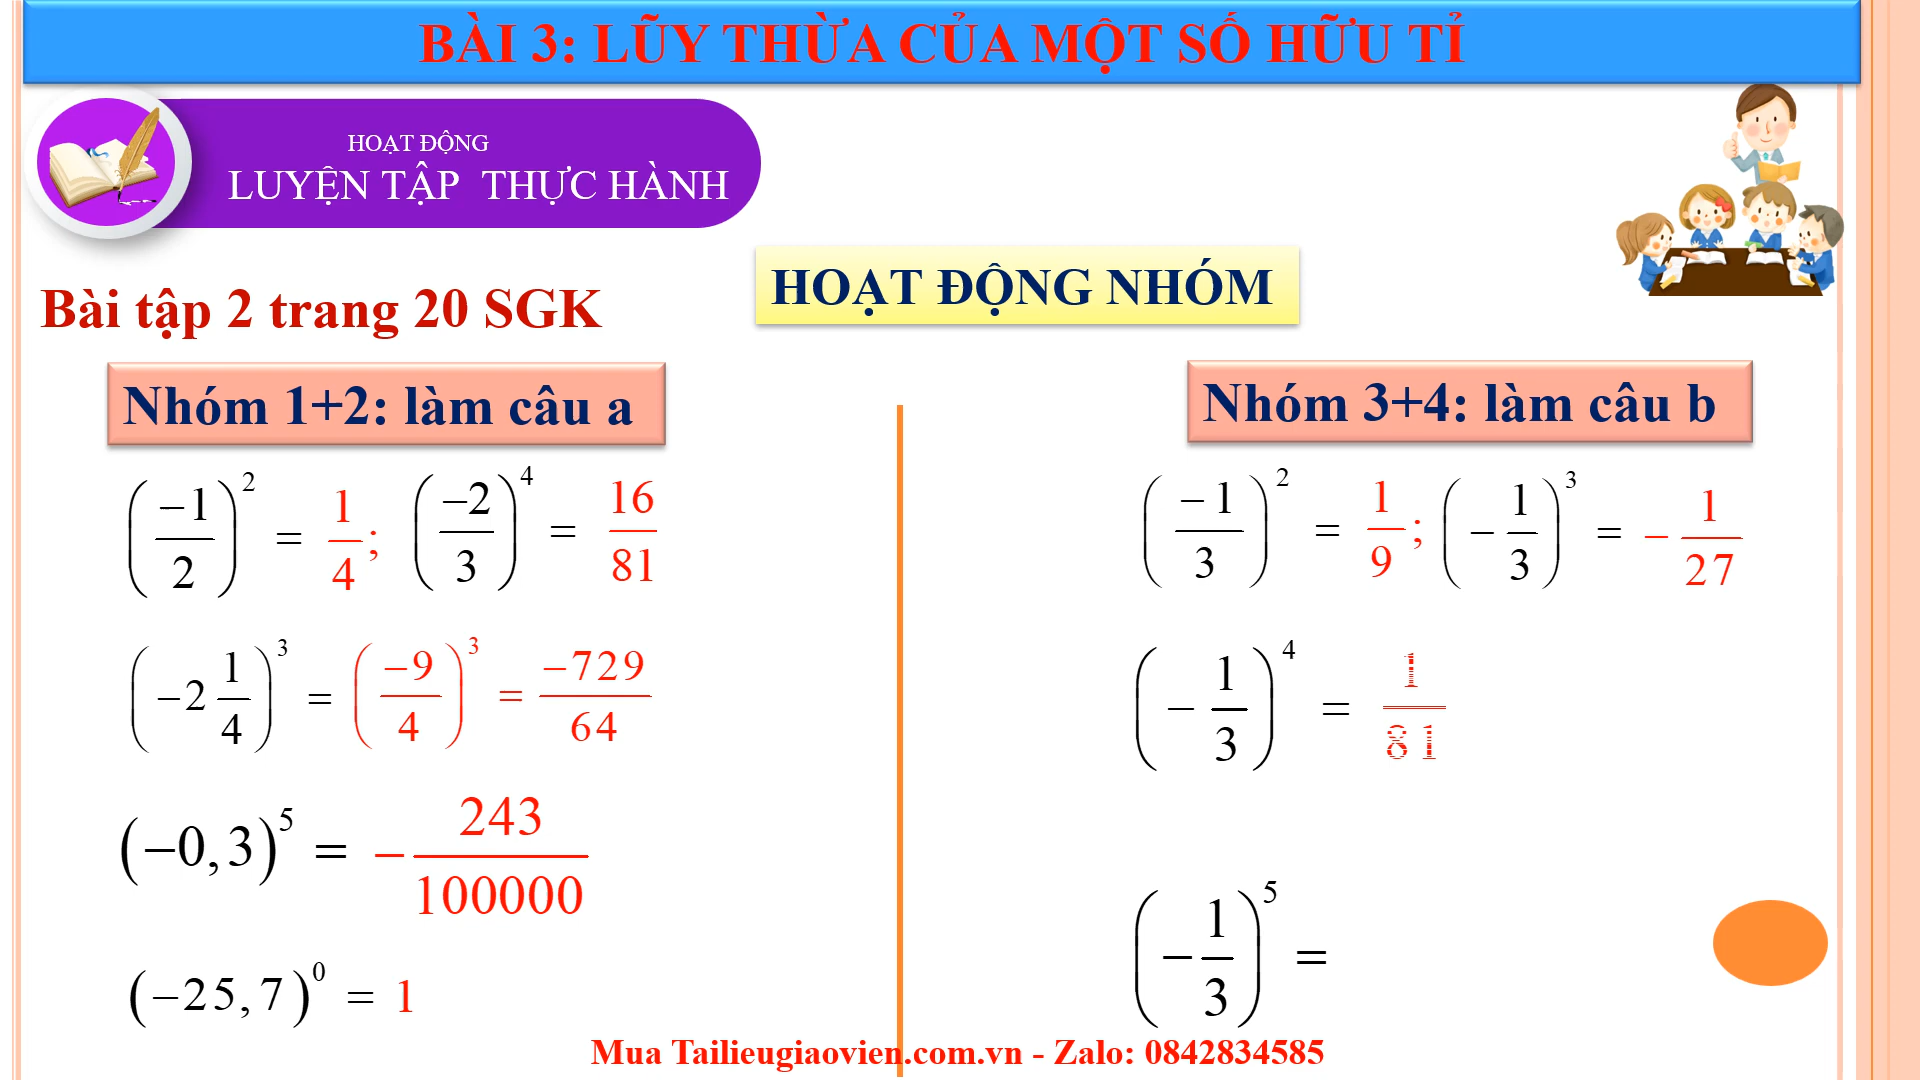 BÀI 3: LŨY THỪA CỦA MỘT SỐ HỮU TỈ
HOẠT ĐỘNG
LUYỆN TẬP THỰC HÀNH
HOẠT ĐỘNG NHÓM
Bài tập 2 trang 20 SGK
Nhóm 1+2: làm câu a
(−1/2)^2 = 1/4; (−2/3)^4 = 16/81
(−2 1/4)^3 = (−9/4)^3 = −729/64
(−0,3)^5 = −243/100000
(−25,7)^0 = 1
Nhóm 3+4: làm câu b
(−1/3)^2 = 1/9; (−1/3)^3 = −1/27
(−1/3)^4 = 1/81
(−1/3)^5 =
Mua Tailieugiaovien.com.vn - Zalo: 0842834585